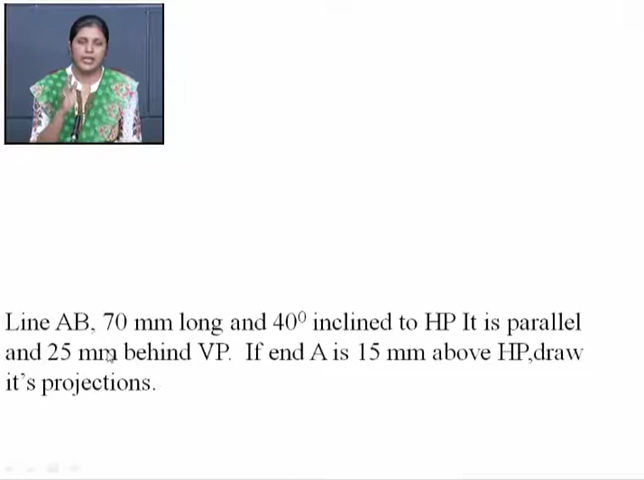 Line AB, 70 mm long and 40⁰ inclined to HP It is parallel
and 25 mm behind VP.  If end A is 15 mm above HP,draw
it’s projections.